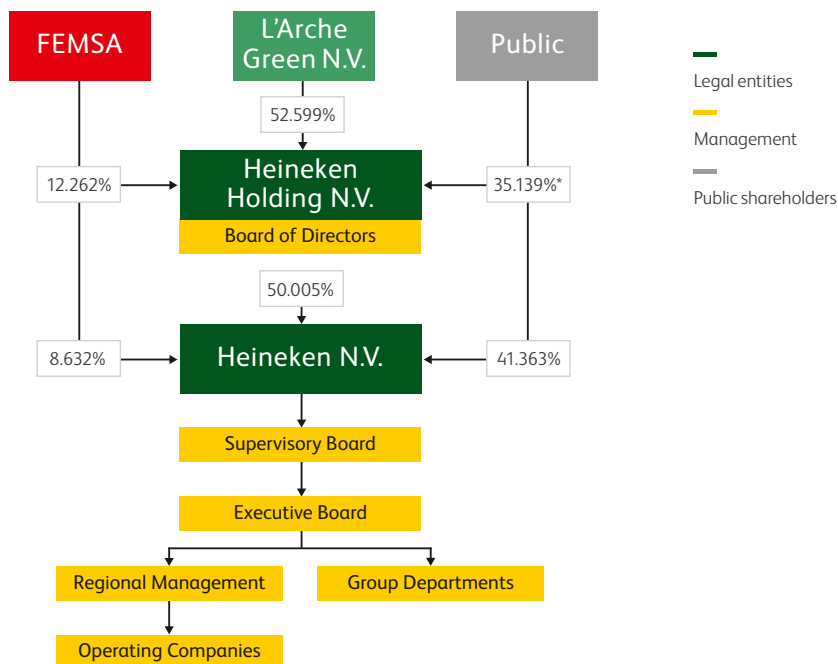 FEMSA
L'Arche
Green N.V.
Public
52.599%
Heineken
Holding N.V.
12.262%
35.139%*
Board of Directors
50.005%
Heineken N.V.
8.632%
41.363%
Supervisory Board
Executive Board
Regional Management
Group Departments
Operating Companies
Legal entities
Management
Public shareholders